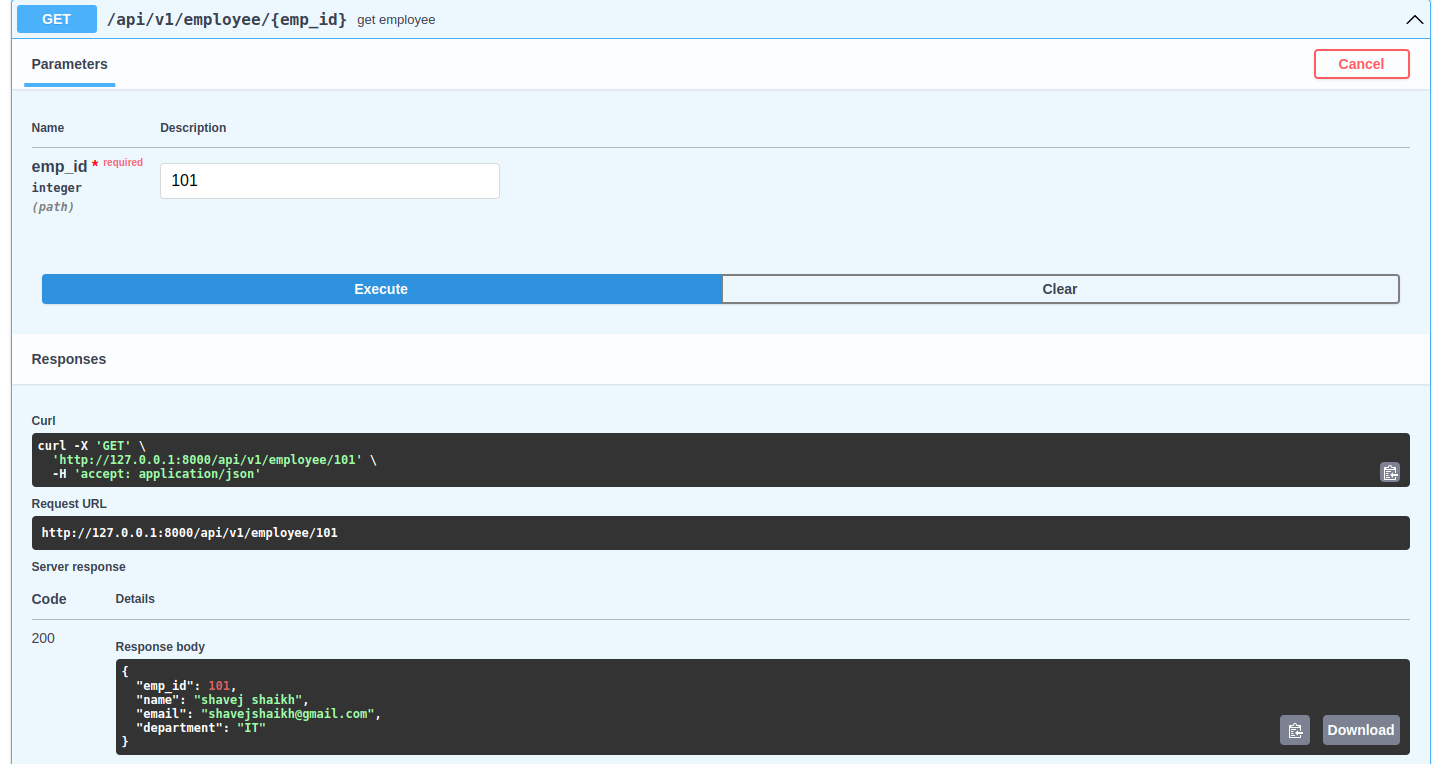 GET /api/v1/employee/{emp_id} get employee
Parameters
Cancel
Name Description
emp_id * required
101
integer
(path)
Execute Clear
Responses
Curl
curl -X 'GET' \
  'http://127.0.0.1:8000/api/v1/employee/101' \
  -H 'accept: application/json'
Request URL
http://127.0.0.1:8000/api/v1/employee/101
Server response
Code Details
200
Response body
{
  "emp_id": 101,
  "name": "shavej shaikh",
  "email": "shavejshaikh@gmail.com",
  "department": "IT"
}
Download